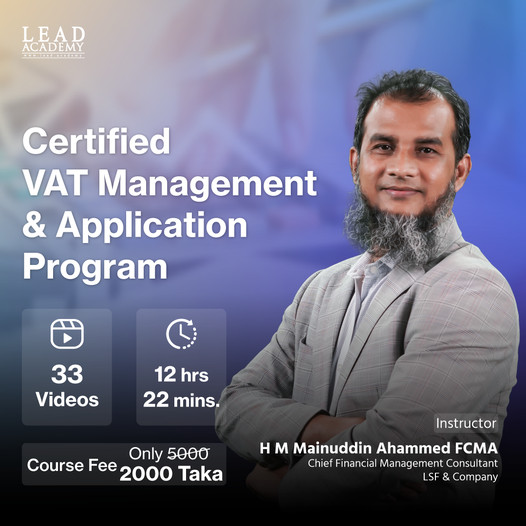 LEAD
ACADEMY
Certified
VAT Management
& Application
Program
33
Videos
12 hrs
22 mins.
Course Fee
Only 5000
2000 Taka
Instructor
H M Mainuddin Ahammed FCMA
Chief Financial Management Consultant
LSF & Company